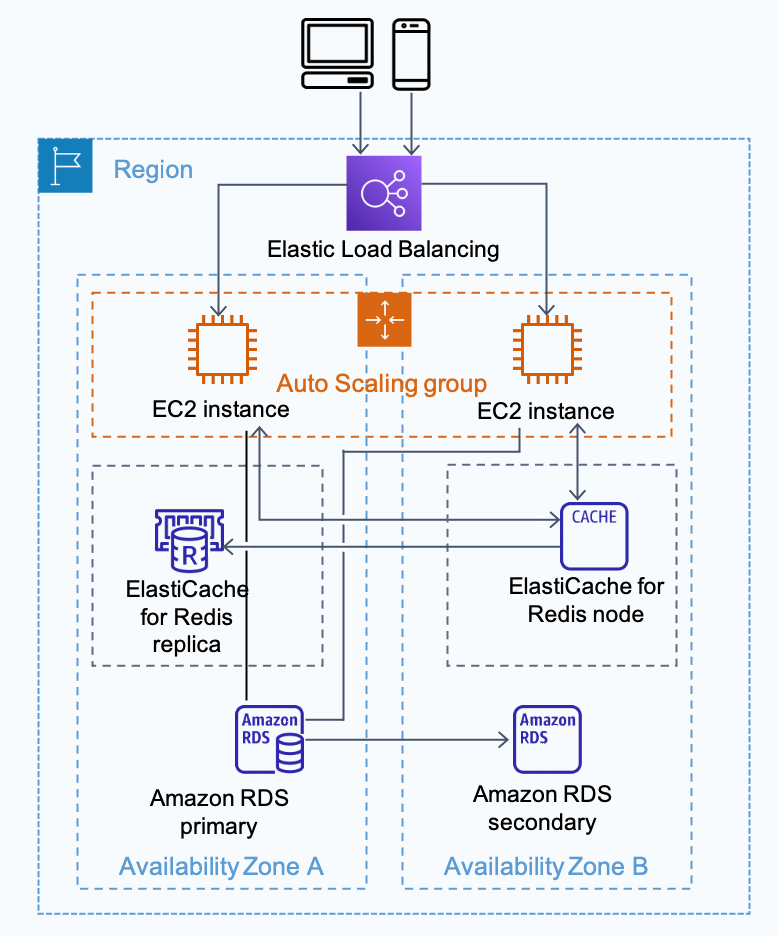 Region
Elastic Load Balancing
Auto Scaling group
EC2 instance
EC2 instance
CACHE
R
ElastiCache
for Redis
replica
ElastiCache for
Redis node
Amazon
RDS
Amazon
RDS
Amazon RDS
primary
Amazon RDS
secondary
Availability Zone A
Availability Zone B